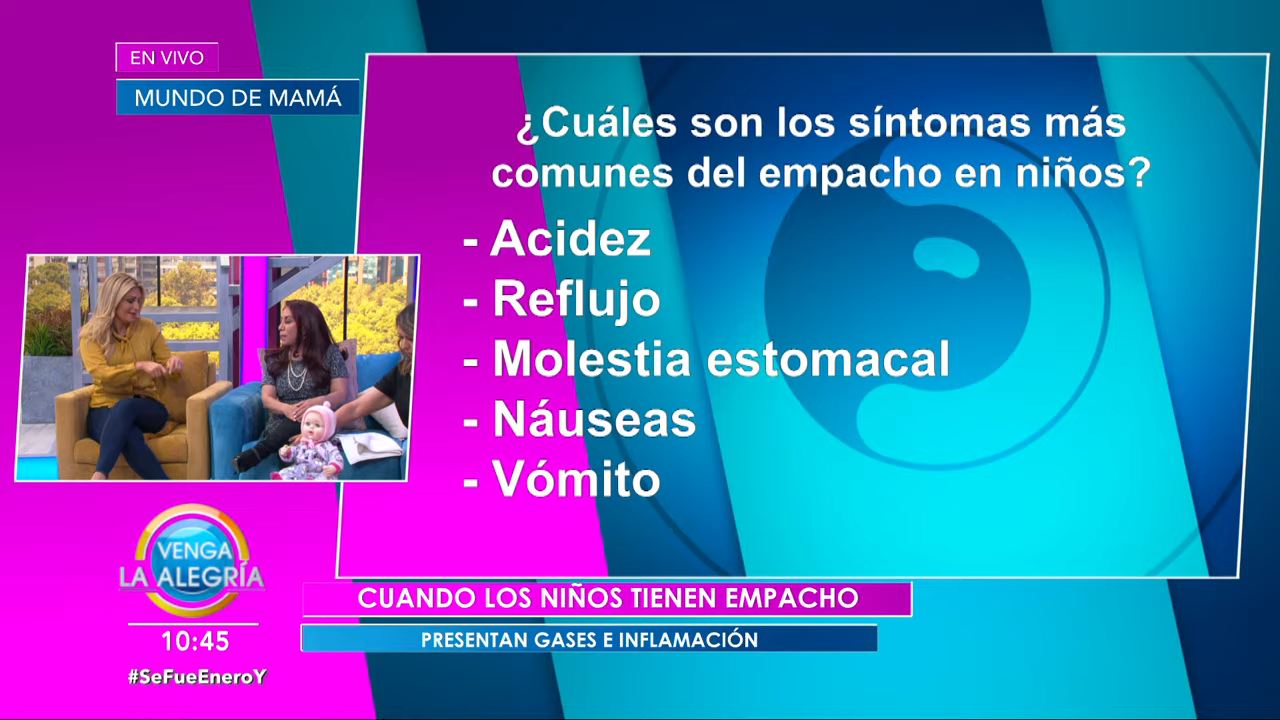 EN VIVO
MUNDO DE MAMÁ
¿Cuáles son los síntomas más
comunes del empacho en niños?
- Acidez
- Reflujo
- Molestia estomacal
- Náuseas
- Vómito
VENGA
LA ALEGRÍA
10:45
#SeFueEneroY
CUANDO LOS NIÑOS TIENEN EMPACHO
PRESENTAN GASES E INFLAMACIÓN